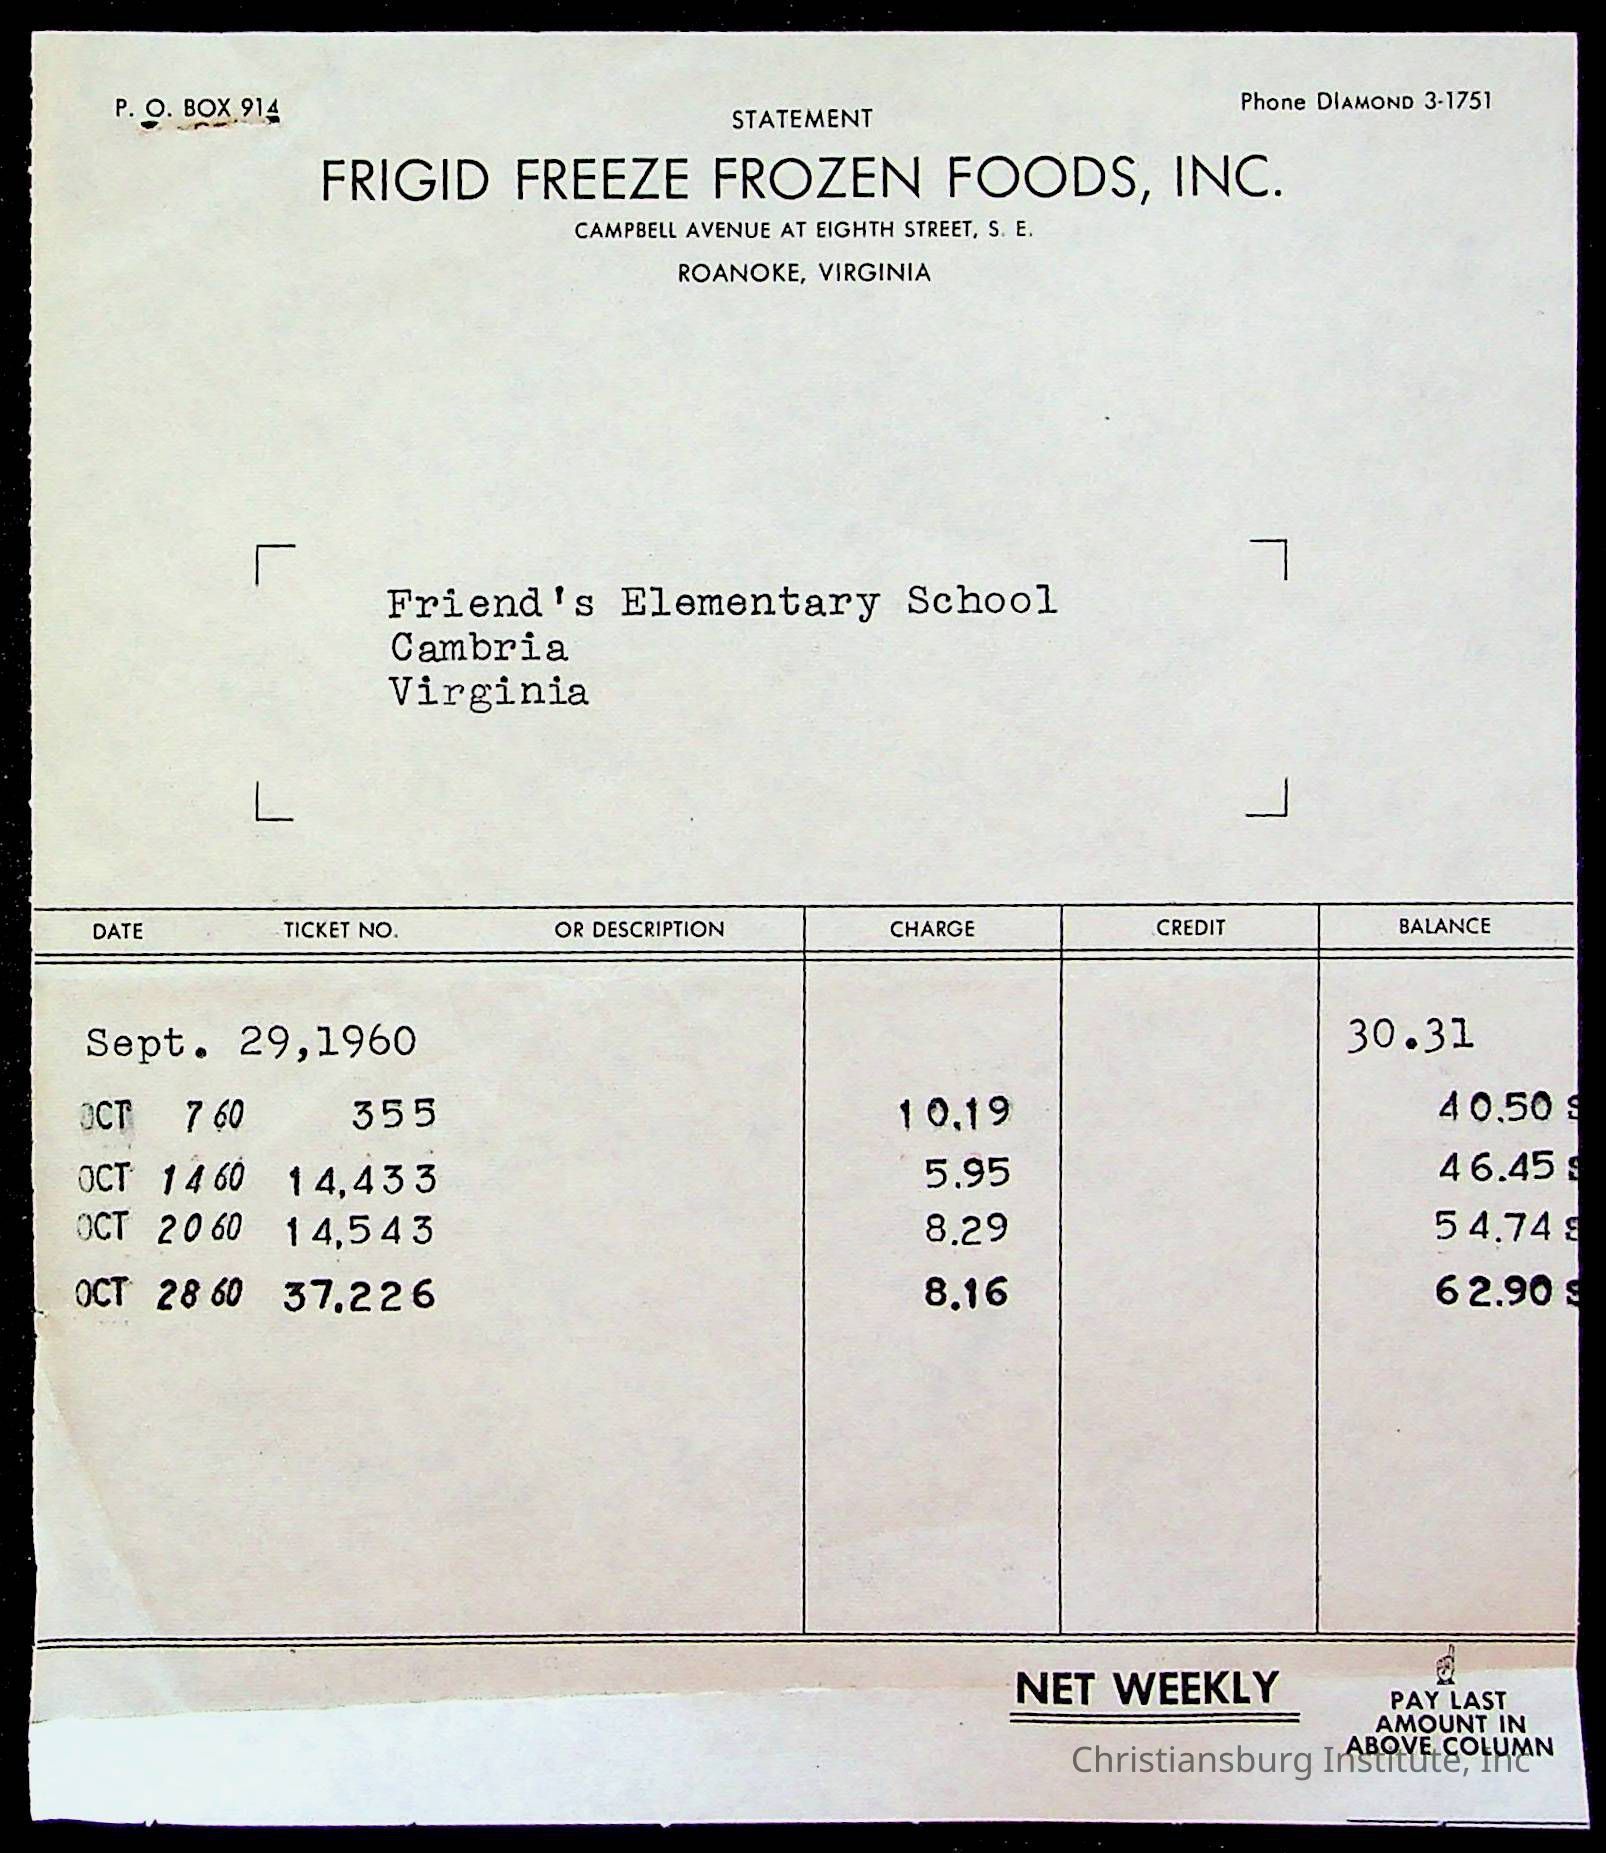 P. O. BOX 914
Phone DIAMOND 3-1751
STATEMENT
FRIGID FREEZE FROZEN FOODS, INC.
CAMPBELL AVENUE AT EIGHTH STREET, S. E.
ROANOKE, VIRGINIA
Friend's Elementary School
Cambria
Virginia
DATE TICKET NO. OR DESCRIPTION CHARGE CREDIT BALANCE
Sept. 29,1960 30.31
OCT 7 60 355 10.19 40.50 S
OCT 14 60 14,433 5.95 46.45 S
OCT 20 60 14,543 8.29 54.74 S
OCT 28 60 37,226 8.16 62.90 S
NET WEEKLY
PAY LAST
AMOUNT IN
ABOVE COLUMN
Christiansburg Institute, Inc